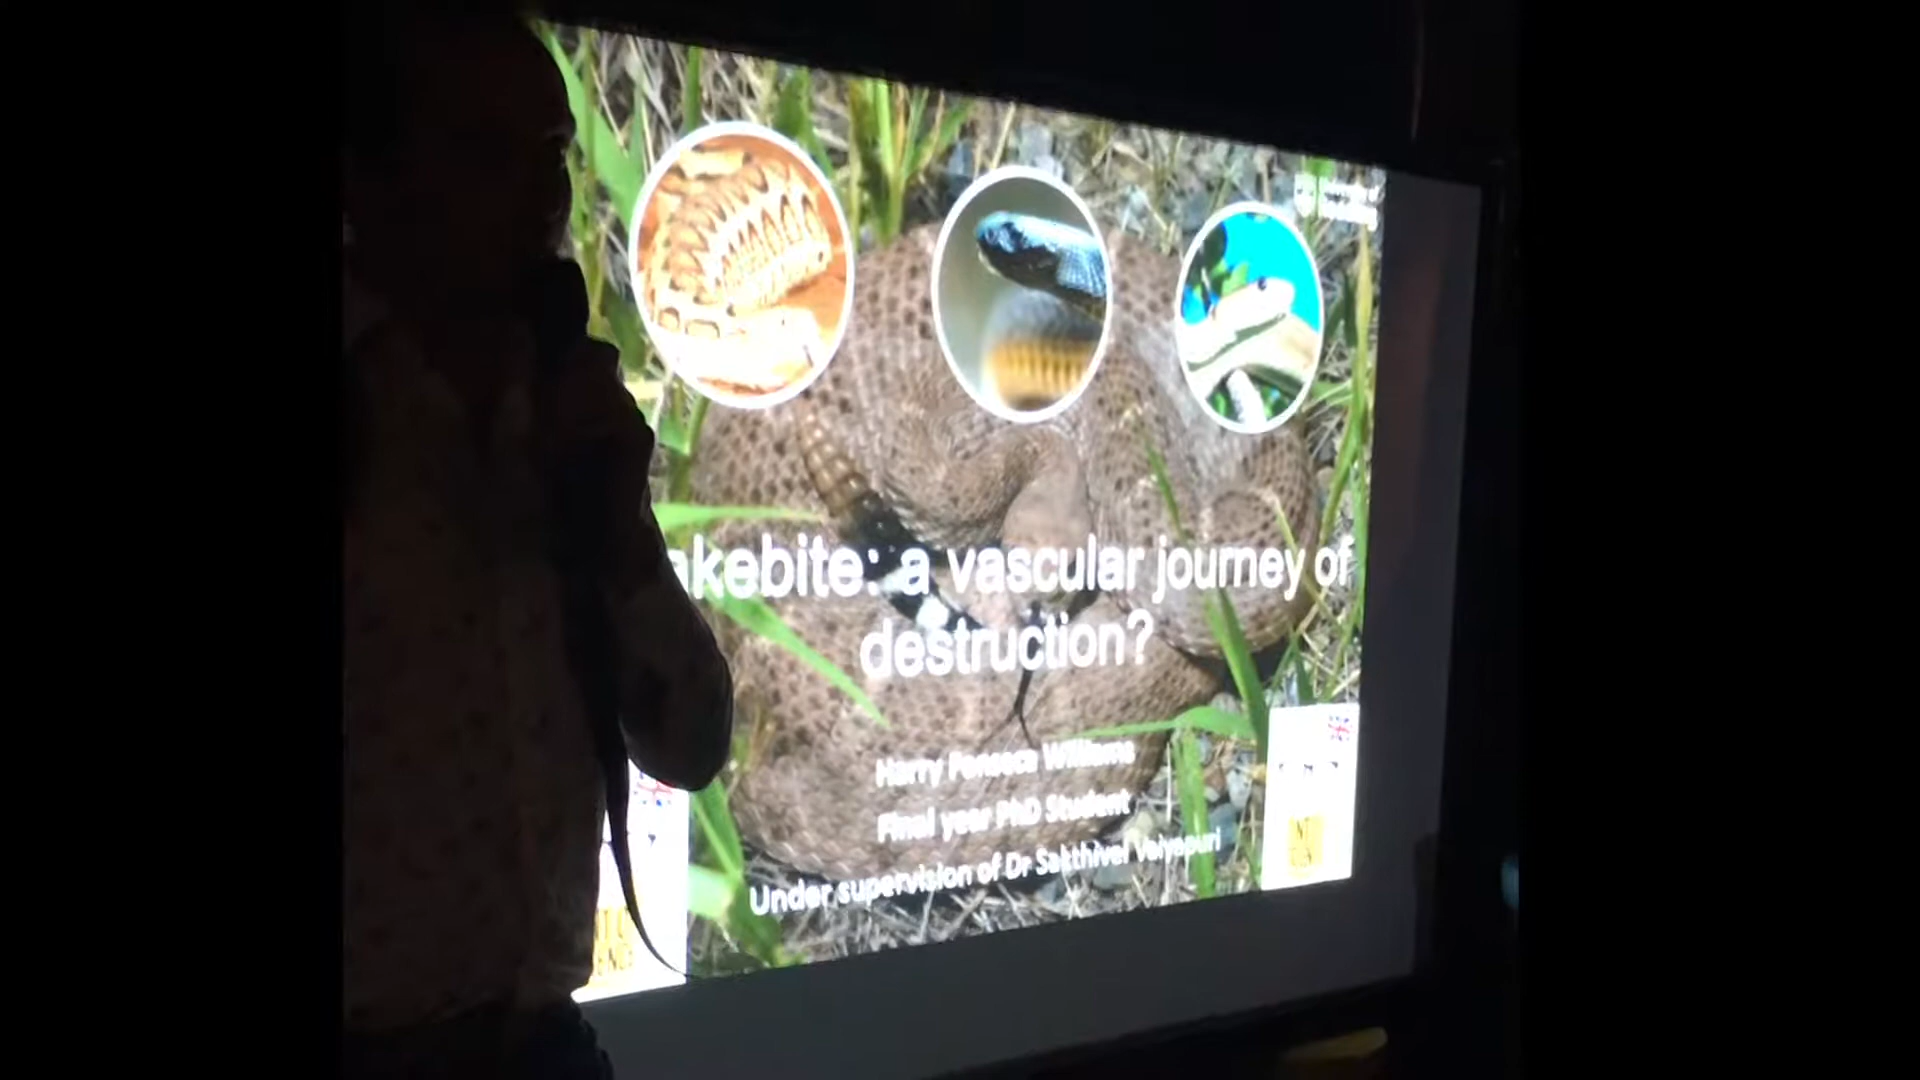 akebite: a vascular journey of
destruction?
Harry Fonseca Williams
Final year PhD Student
Under supervision of Dr Sakthivel Vaiyapuri